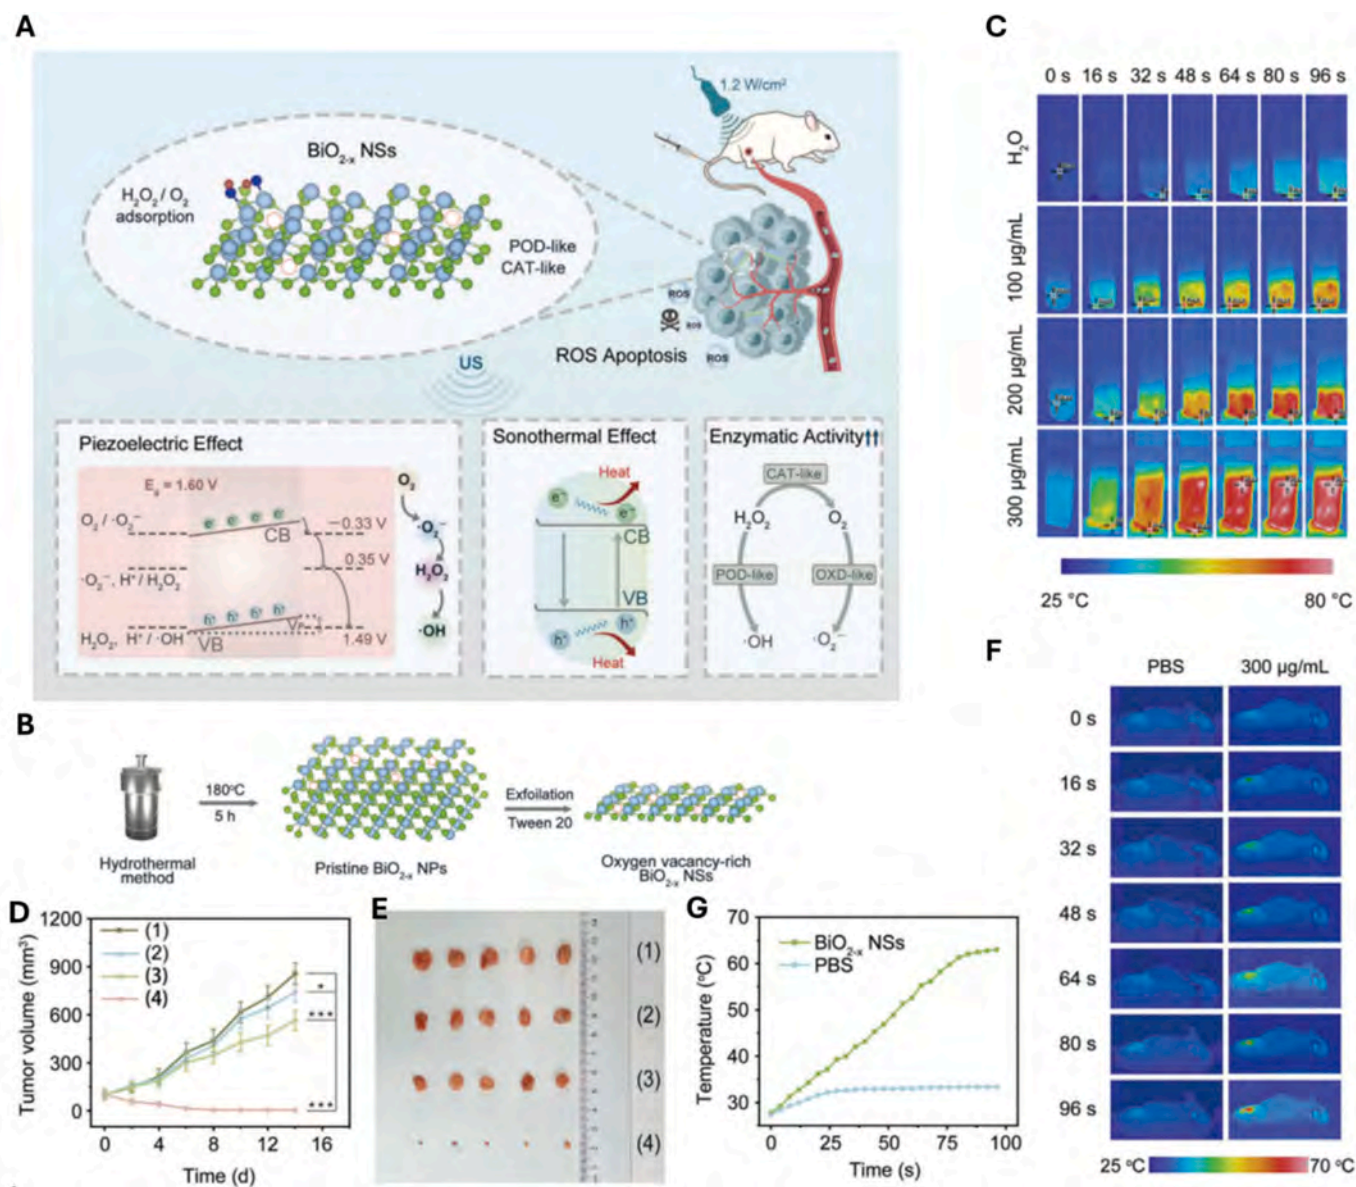 A
1.2 W/cm²
BiO₂₋ₓ NSs
H₂O₂ / O₂
adsorption
POD-like
CAT-like
ROS
ROS
ROS Apoptosis
ROS
US
Piezoelectric Effect
E𝗀 = 1.60 V
O₂ / ·O₂⁻
e⁻ e⁻ e⁻ e⁻
CB
−0.33 V
0.35 V
·O₂⁻, H⁺ / H₂O₂
h⁺ h⁺ h⁺ h⁺
H₂O₂, H⁺ / ·OH
VB
1.49 V
O₂
·O₂⁻
H₂O₂
·OH
Sonothermal Effect
Heat
e⁻ e⁻
CB
VB
h⁺ h⁺
Heat
Enzymatic Activity↑↑
CAT-like
H₂O₂ O₂
POD-like OXD-like
·OH ·O₂⁻
B
180°C
5 h
Hydrothermal
method
Pristine BiO₂₋ₓ NPs
Exfoilation
Tween 20
Oxygen vacancy-rich
BiO₂₋ₓ NSs
C
0 s 16 s 32 s 48 s 64 s 80 s 96 s
H₂O
100 µg/mL
200 µg/mL
300 µg/mL
25 °C 80 °C
D
1200
900
600
300
0
Tumor volume (mm³)
(1)
(2)
(3)
(4)
*
***
***
0 4 8 12 16
Time (d)
E
(1)
(2)
(3)
(4)
F
PBS 300 µg/mL
0 s
16 s
32 s
48 s
64 s
80 s
96 s
25 °C 70 °C
G
70
60
50
40
30
Temperature (°C)
BiO₂₋ₓ NSs
PBS
0 25 50 75 100
Time (s)